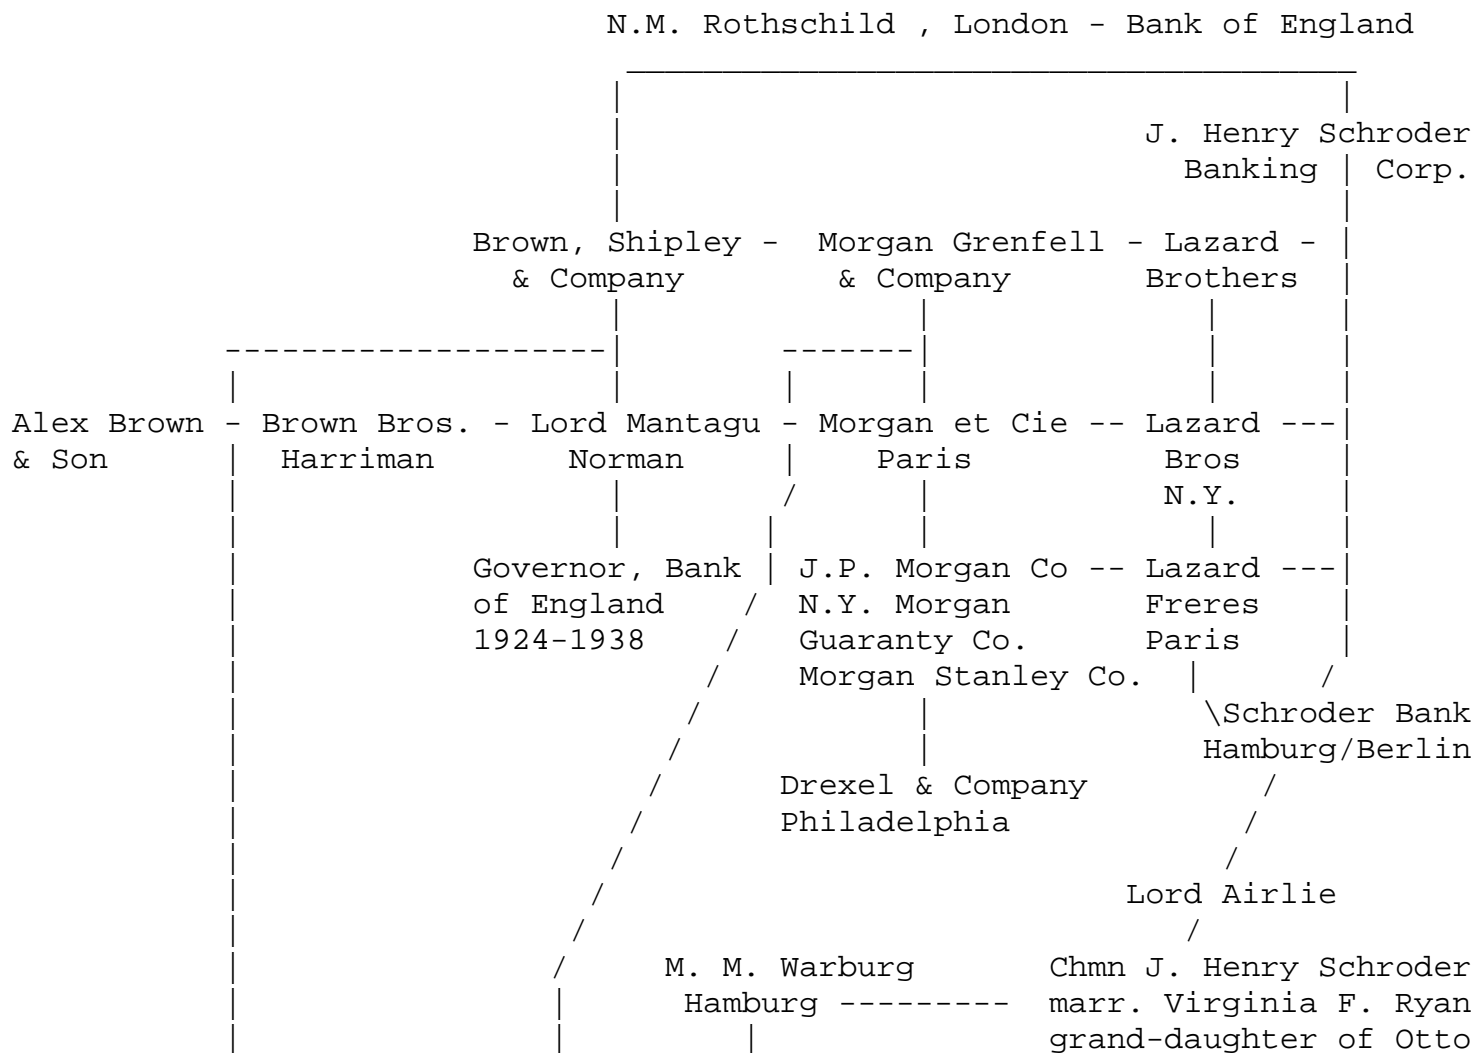 N.M. Rothschild , London - Bank of England
J. Henry Schroder
Banking | Corp.
Brown, Shipley - Morgan Grenfell - Lazard -
& Company & Company Brothers
Alex Brown - Brown Bros. - Lord Mantagu - Morgan et Cie -- Lazard ---
& Son Harriman Norman Paris Bros
N.Y.
Governor, Bank J.P. Morgan Co -- Lazard ---
of England N.Y. Morgan Freres
1924-1938 Guaranty Co. Paris
Morgan Stanley Co.
\Schroder Bank
Hamburg/Berlin
Drexel & Company
Philadelphia
Lord Airlie
M. M. Warburg Chmn J. Henry Schroder
Hamburg --------- marr. Virginia F. Ryan
grand-daughter of Otto